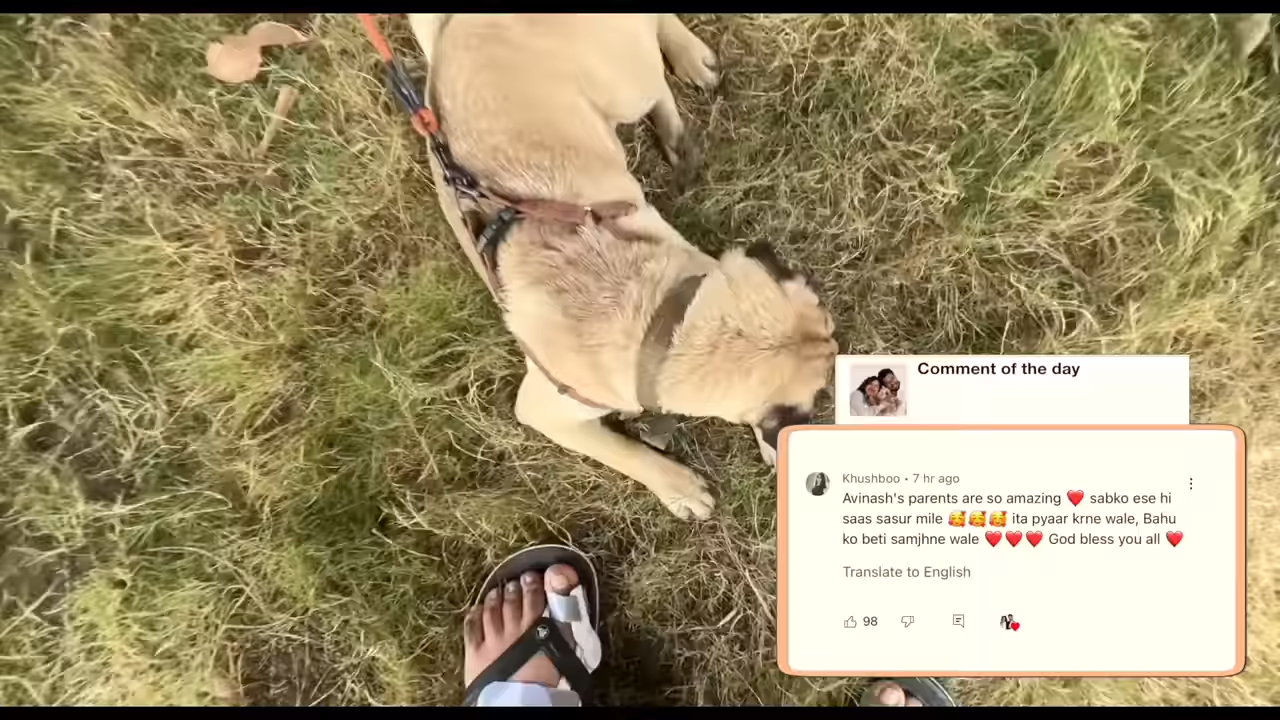 Comment of the day
Khushboo • 7 hr ago
Avinash's parents are so amazing ❤️ sabko ese hi
saas sasur mile 🥰🥰🥰 ita pyaar krne wale, Bahu
ko beti samjhne wale ❤️❤️❤️ God bless you all ❤️
Translate to English
98